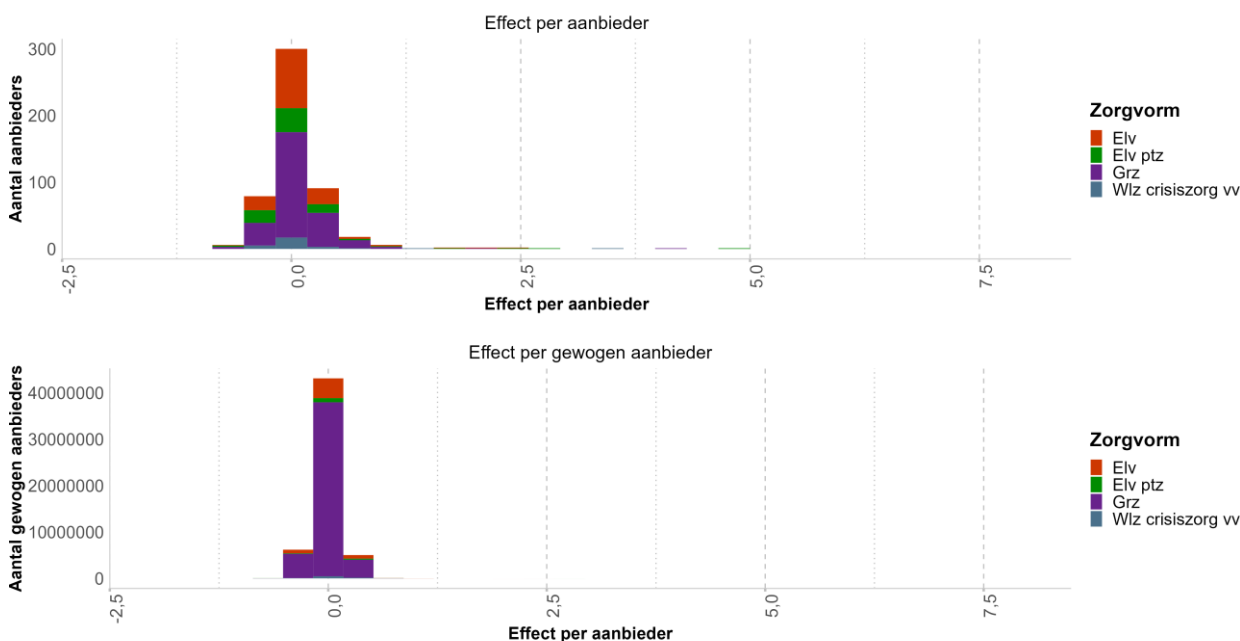 Effect per aanbieder
Aantal aanbieders
300
200
100
0
-2,5
0,0
2,5
5,0
7,5
Effect per aanbieder
Zorgvorm
Elv
Elv ptz
Grz
Wlz crisiszorg vv
Effect per gewogen aanbieder
Aantal gewogen aanbieders
40000000
30000000
20000000
10000000
0
-2,5
0,0
2,5
5,0
7,5
Effect per aanbieder
Zorgvorm
Elv
Elv ptz
Grz
Wlz crisiszorg vv